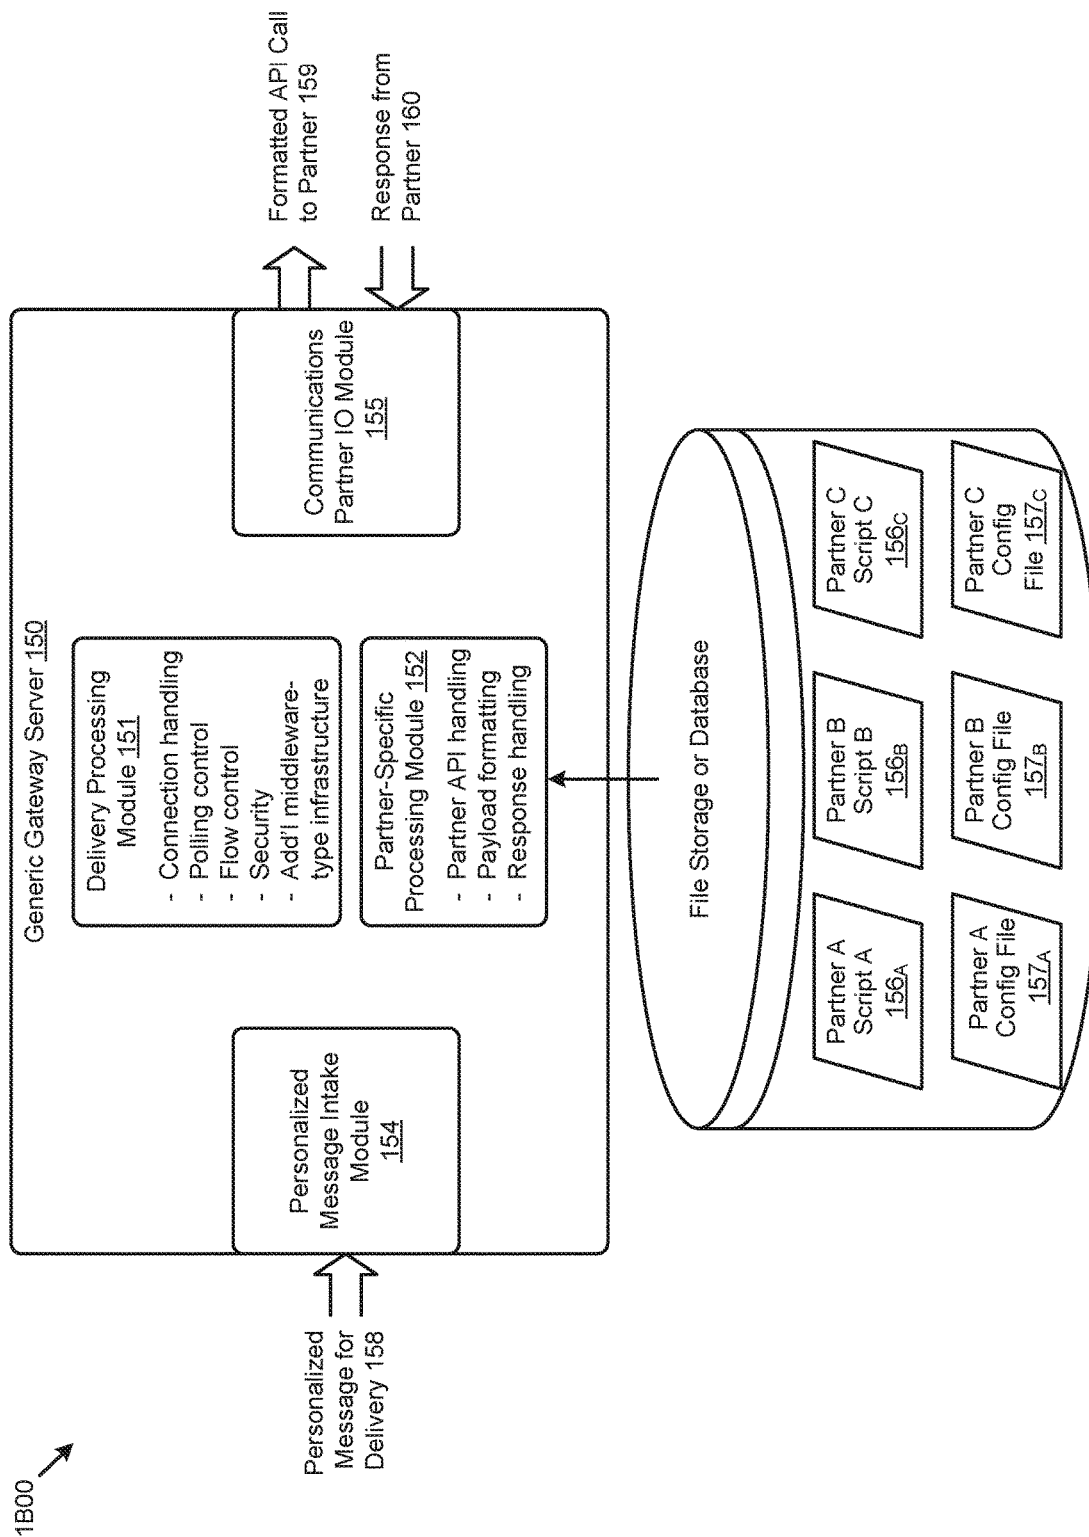 1B00
Generic Gateway Server 150
Personalized
Message for
Delivery 158
Personalized
Message Intake
Module
154
Delivery Processing
Module 151
- Connection handling
- Polling control
- Flow control
- Security
- Add'l middleware-
type infrastructure
Partner-Specific
Processing Module 152
- Partner API handling
- Payload formatting
- Response handling
Communications
Partner IO Module
155
Formatted API Call
to Partner 159
Response from
Partner 160
File Storage or Database
Partner A
Script A
156A
Partner B
Script B
156B
Partner C
Script C
156C
Partner A
Config File
157A
Partner B
Config File
157B
Partner C
Config
File 157C